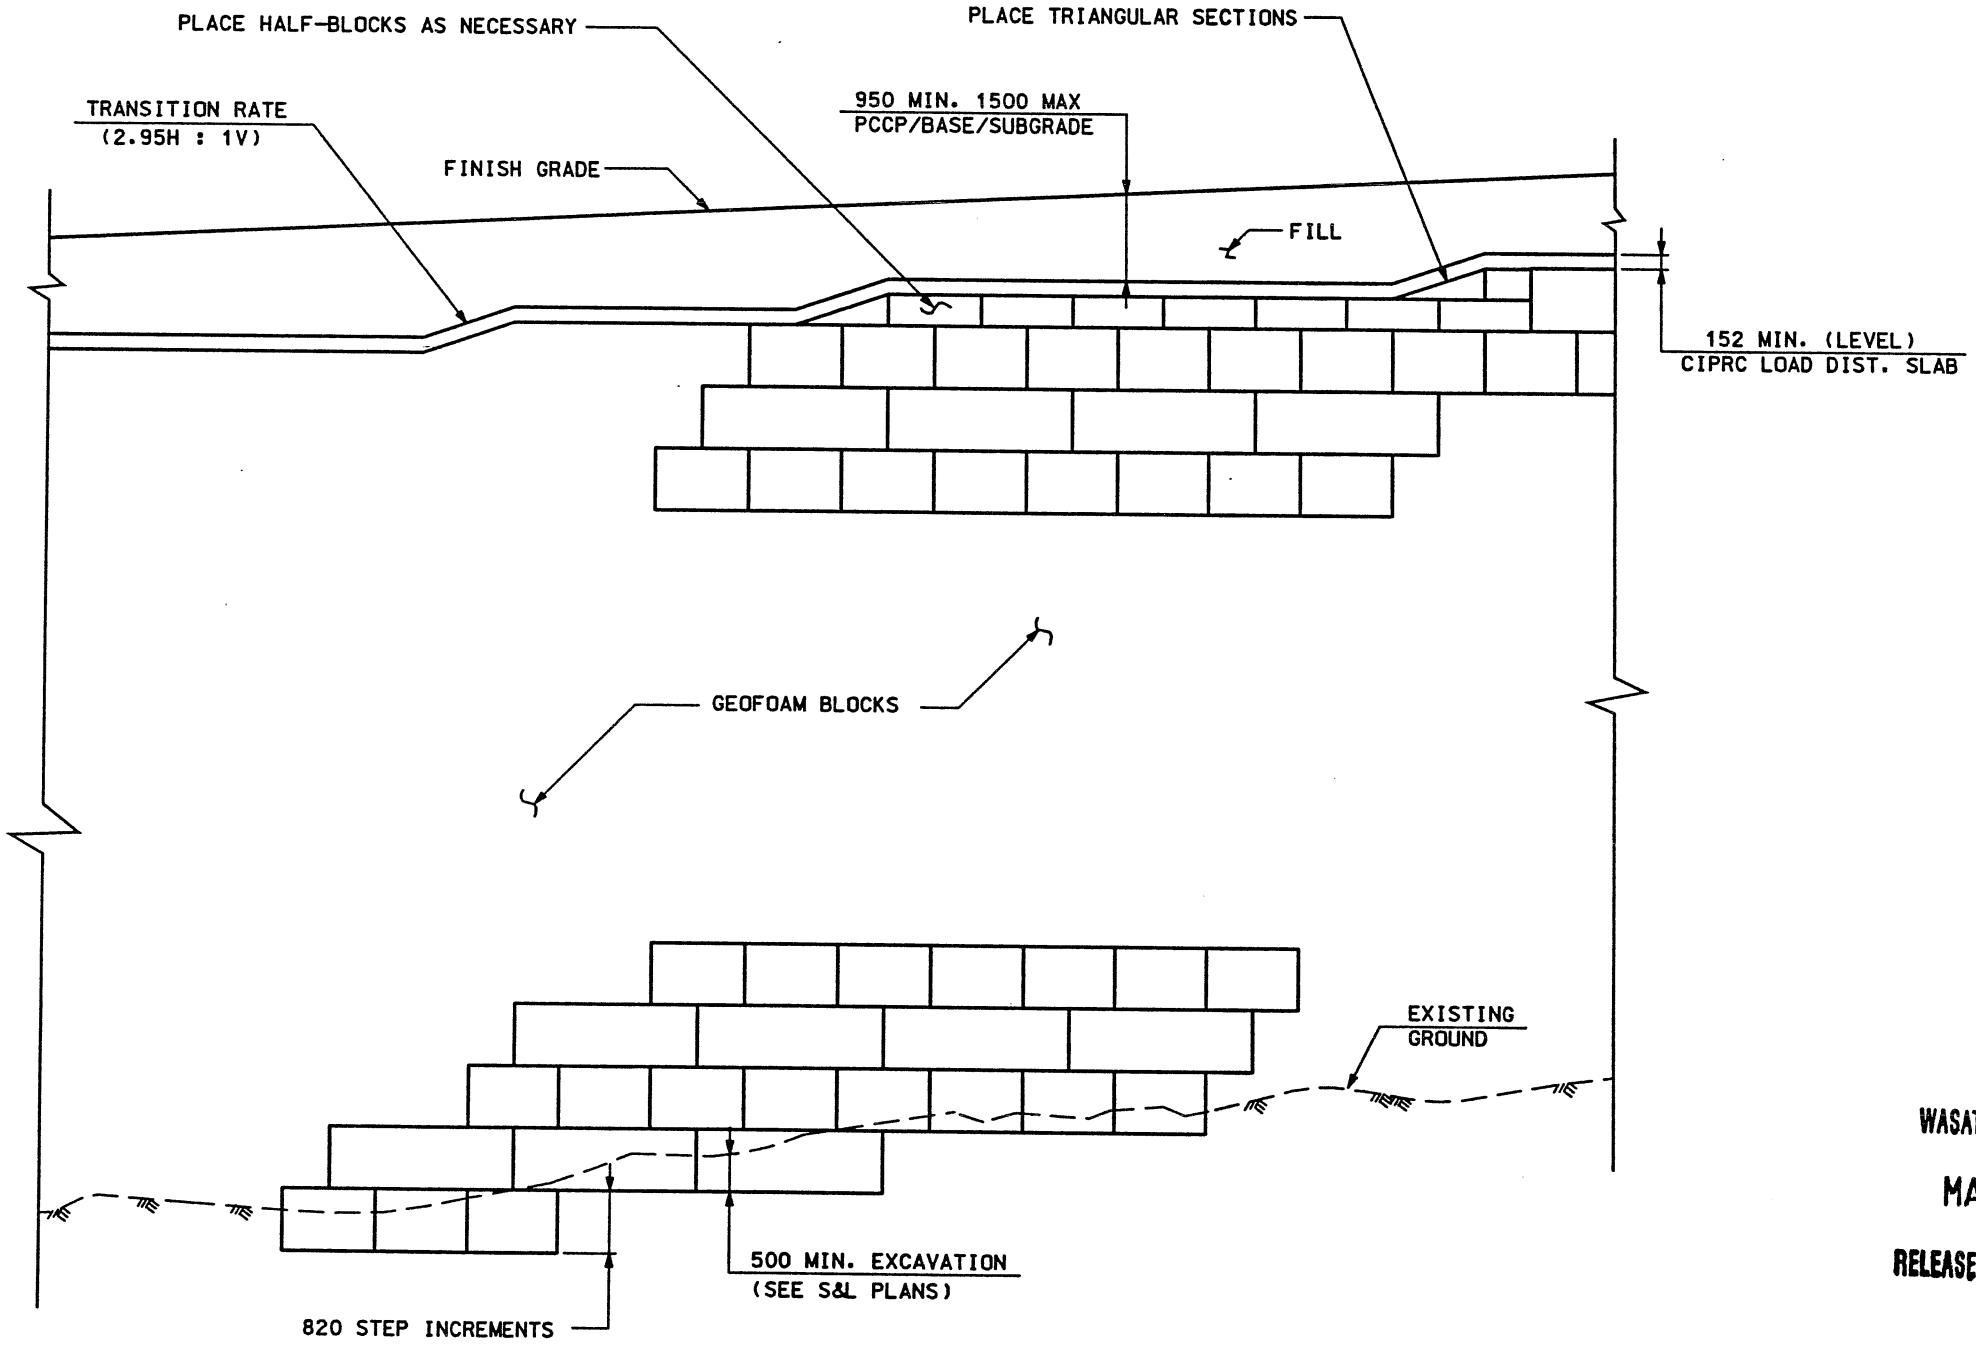 PLACE HALF-BLOCKS AS NECESSARY
PLACE TRIANGULAR SECTIONS
TRANSITION RATE
(2.95H : 1V)
950 MIN. 1500 MAX
PCCP/BASE/SUBGRADE
FINISH GRADE
FILL
152 MIN. (LEVEL)
CIPRC LOAD DIST. SLAB
GEOFOAM BLOCKS
EXISTING
GROUND
500 MIN. EXCAVATION
(SEE S&L PLANS)
820 STEP INCREMENTS
RELEASE